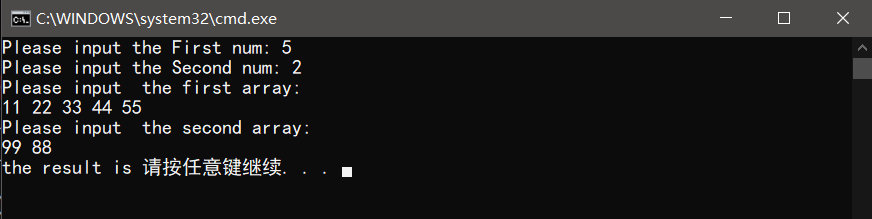 C:\WINDOWS\system32\cmd.exe
Please input the First num: 5
Please input the Second num: 2
Please input  the first array:
11 22 33 44 55
Please input  the second array:
99 88
the result is 请按任意键继续. . .